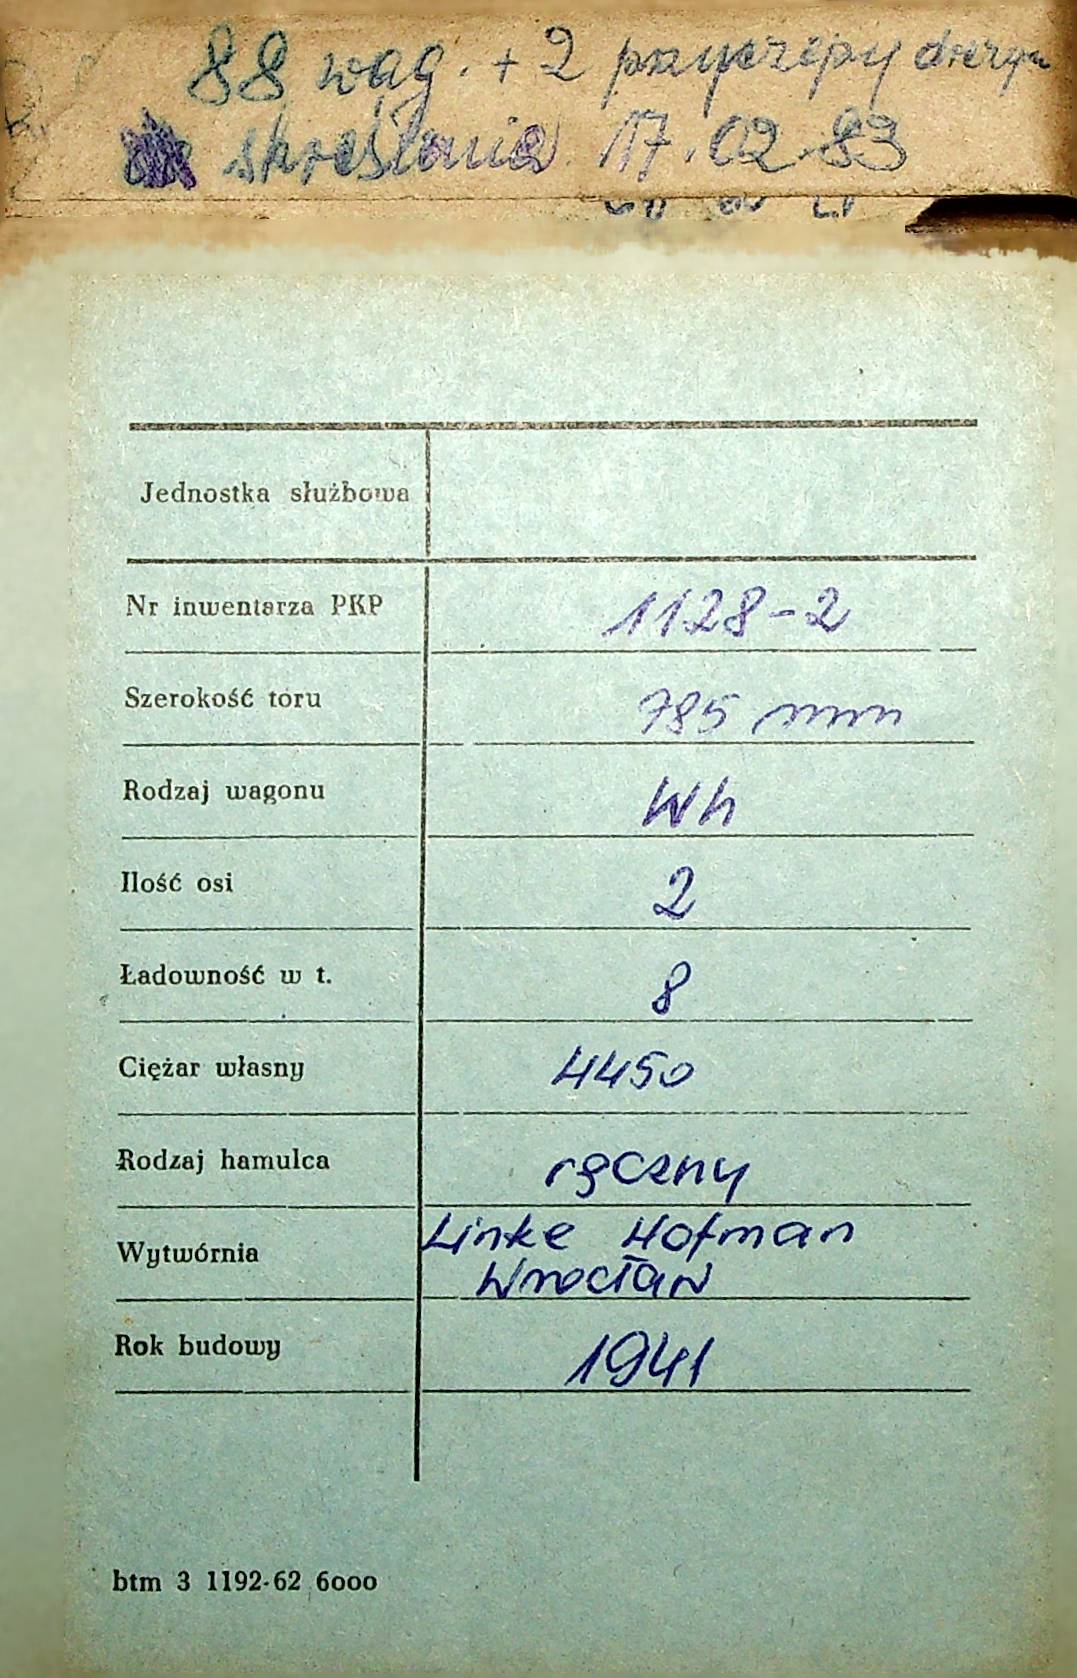 88 wag. + 2 przyczepy drezyn
skreślenie 17.02.83
Jednostka służbowa
Nr inwentarza PKP 1128-2
Szerokość toru 785 mm
Rodzaj wagonu Wh
Ilość osi 2
Ładowność w t. 8
Ciężar własny 4450
Rodzaj hamulca ręczny
Wytwórnia Linke Hofman
Wrocław
Rok budowy 1941
btm 3 1192-62 6000